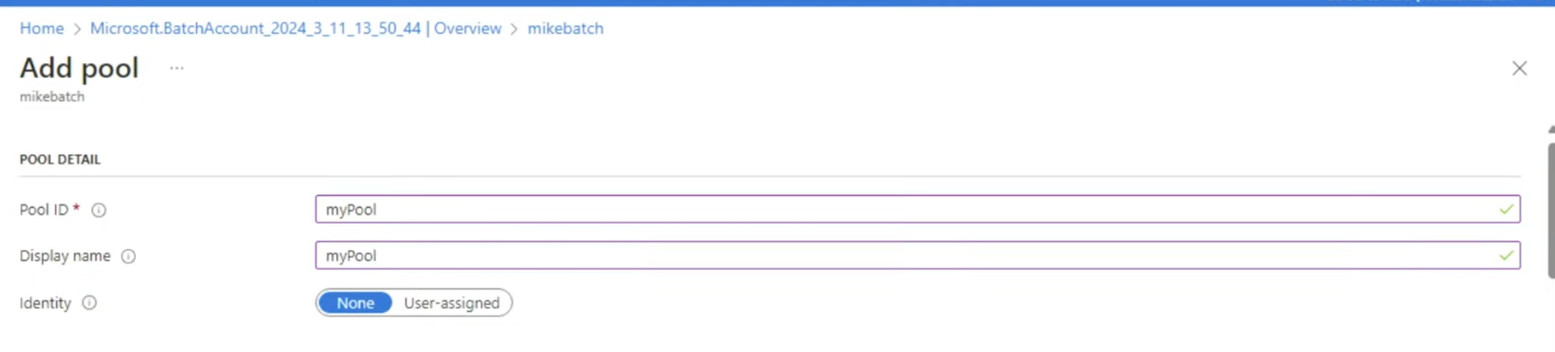 Home > Microsoft.BatchAccount_2024_3_11_13_50_44 | Overview > mikebatch
Add pool ...
mikebatch
POOL DETAIL
Pool ID * myPool
Display name myPool
Identity None User-assigned